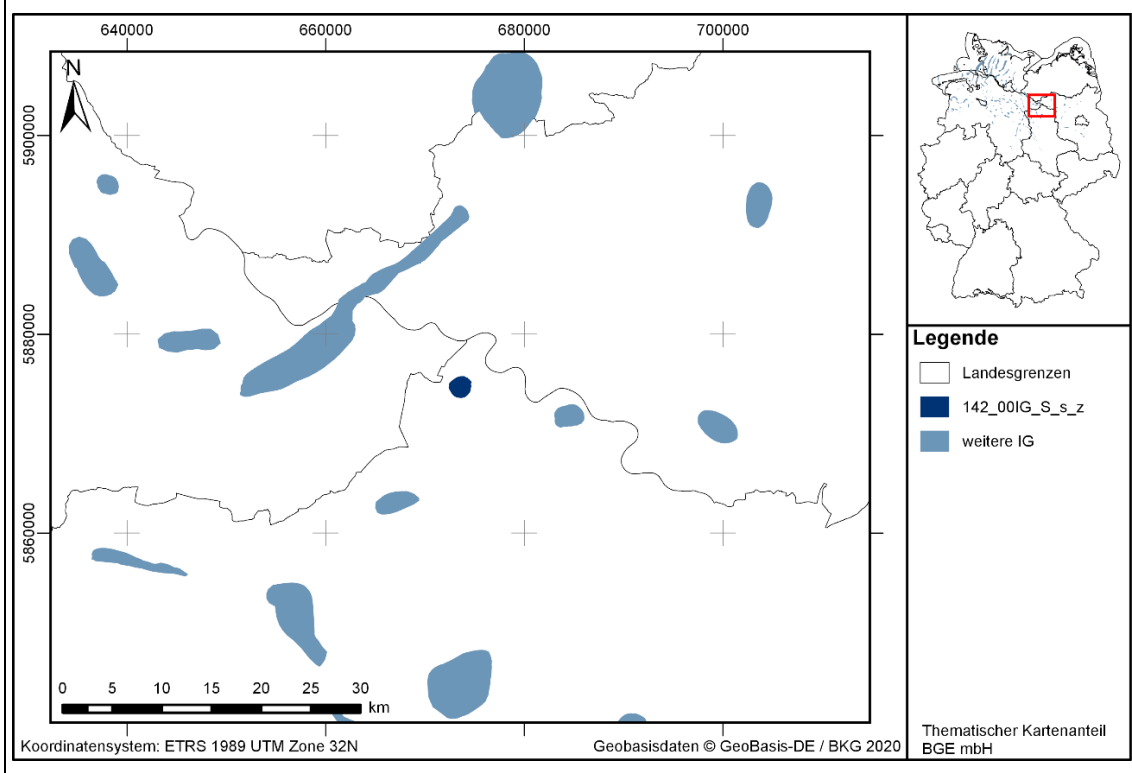 640000 660000 680000 700000
N
5900000
5880000
5860000
0 5 10 15 20 25 30
km
Koordinatensystem: ETRS 1989 UTM Zone 32N
Geobasisdaten © GeoBasis-DE / BKG 2020
Legende
Landesgrenzen
142_00IG_S_s_z
weitere IG
Thematischer Kartenanteil
BGE mbH